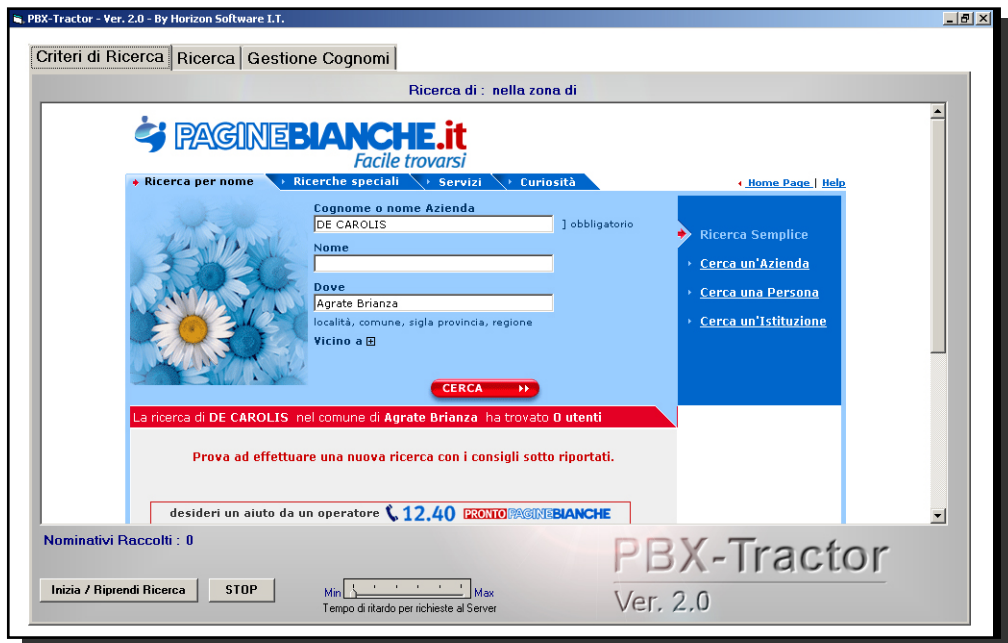 PBX-Tractor - Ver. 2.0 - By Horizon Software I.T.
Criteri di Ricerca Ricerca Gestione Cognomi
Ricerca di : nella zona di
PAGINEBIANCHE.it
Facile trovarsi
Ricerca per nome Ricerche speciali Servizi Curiosità Home Page | Help
Cognome o nome Azienda
DE CAROLIS ] obbligatorio
Nome
Dove
Agrate Brianza
località, comune, sigla provincia, regione
Vicino a
CERCA
Ricerca Semplice
Cerca un'Azienda
Cerca una Persona
Cerca un'Istituzione
La ricerca di DE CAROLIS nel comune di Agrate Brianza ha trovato 0 utenti
Prova ad effettuare una nuova ricerca con i consigli sotto riportati.
desideri un aiuto da un operatore 12.40 PRONTO PAGINEBIANCHE
Nominativi Raccolti : 0
Inizia / Riprendi Ricerca STOP
Min Max
Tempo di ritardo per richieste al Server
PBX-Tractor
Ver. 2.0